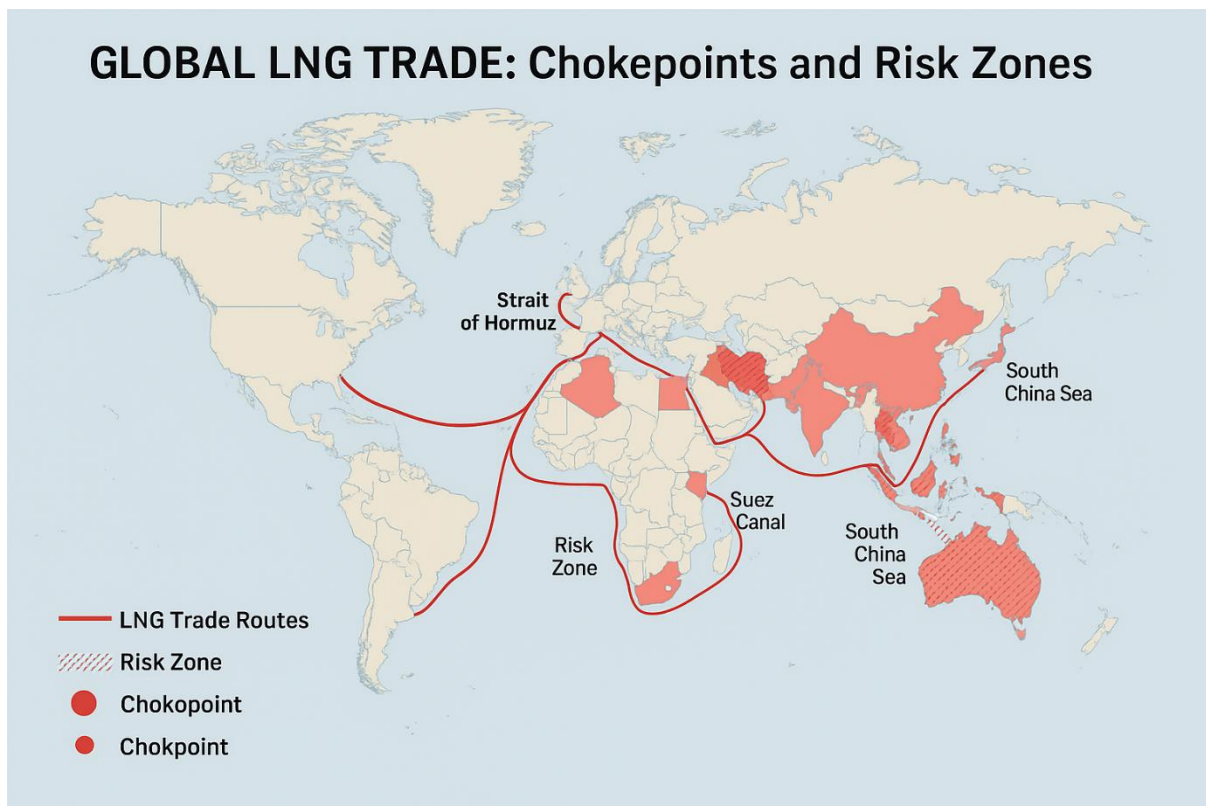 GLOBAL LNG TRADE: Chokepoints and Risk Zones
Strait
of Hormuz
South
China Sea
Suez
Canal
Risk
Zone
South
China
Sea
LNG Trade Routes
Risk Zone
Chokopoint
Chokpoint